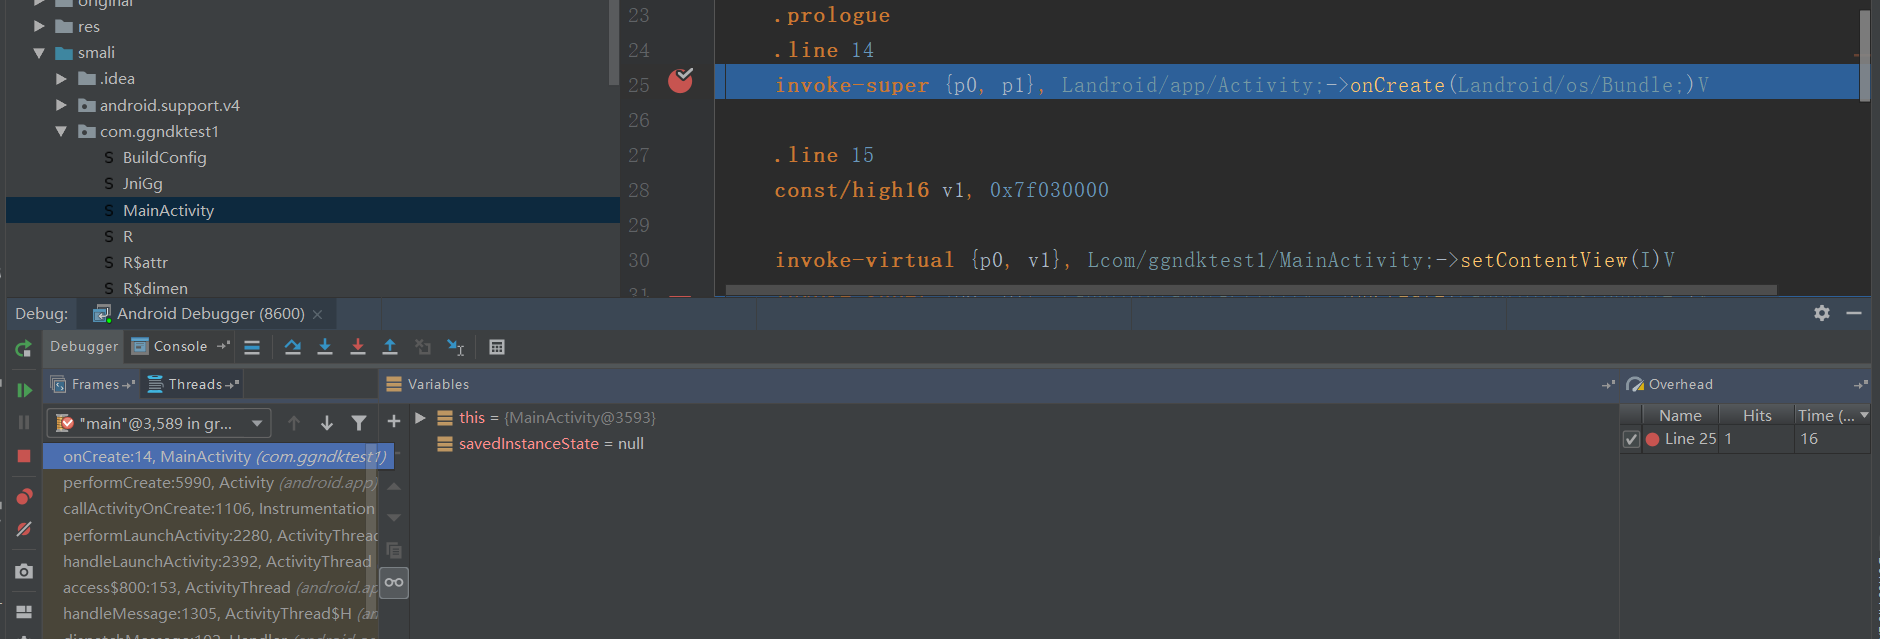 original
res
smali
.idea
android.support.v4
com.ggndktest1
S BuildConfig
S JniGg
S MainActivity
S R
S R$attr
S R$dimen
23 .prologue
24 .line 14
25 invoke-super {p0, p1}, Landroid/app/Activity;->onCreate(Landroid/os/Bundle;)V
26
27 .line 15
28 const/high16 v1, 0x7f030000
29
30 invoke-virtual {p0, v1}, Lcom/ggndktest1/MainActivity;->setContentView(I)V
31
Debug: Android Debugger (8600)
Debugger Console
Frames Threads Variables Overhead
"main"@3,589 in gr...
onCreate:14, MainActivity (com.ggndktest1)
performCreate:5990, Activity (android.app)
callActivityOnCreate:1106, Instrumentation
performLaunchActivity:2280, ActivityThread
handleLaunchActivity:2392, ActivityThread
access$800:153, ActivityThread (android.ap
handleMessage:1305, ActivityThread$H (an
this = {MainActivity@3593}
savedInstanceState = null
Name Hits Time (...
Line 25 1 16